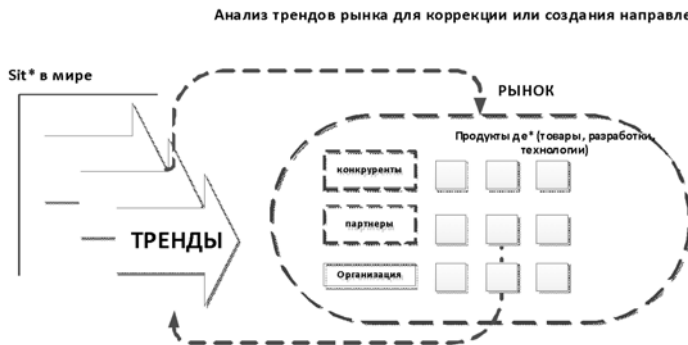 Анализ трендов рынка для коррекции или создания направле
Sit* в мире
РЫНОК
Продукты де* (товары, разработки,
технологии)
конкуренты
партнеры
Организация
ТРЕНДЫ